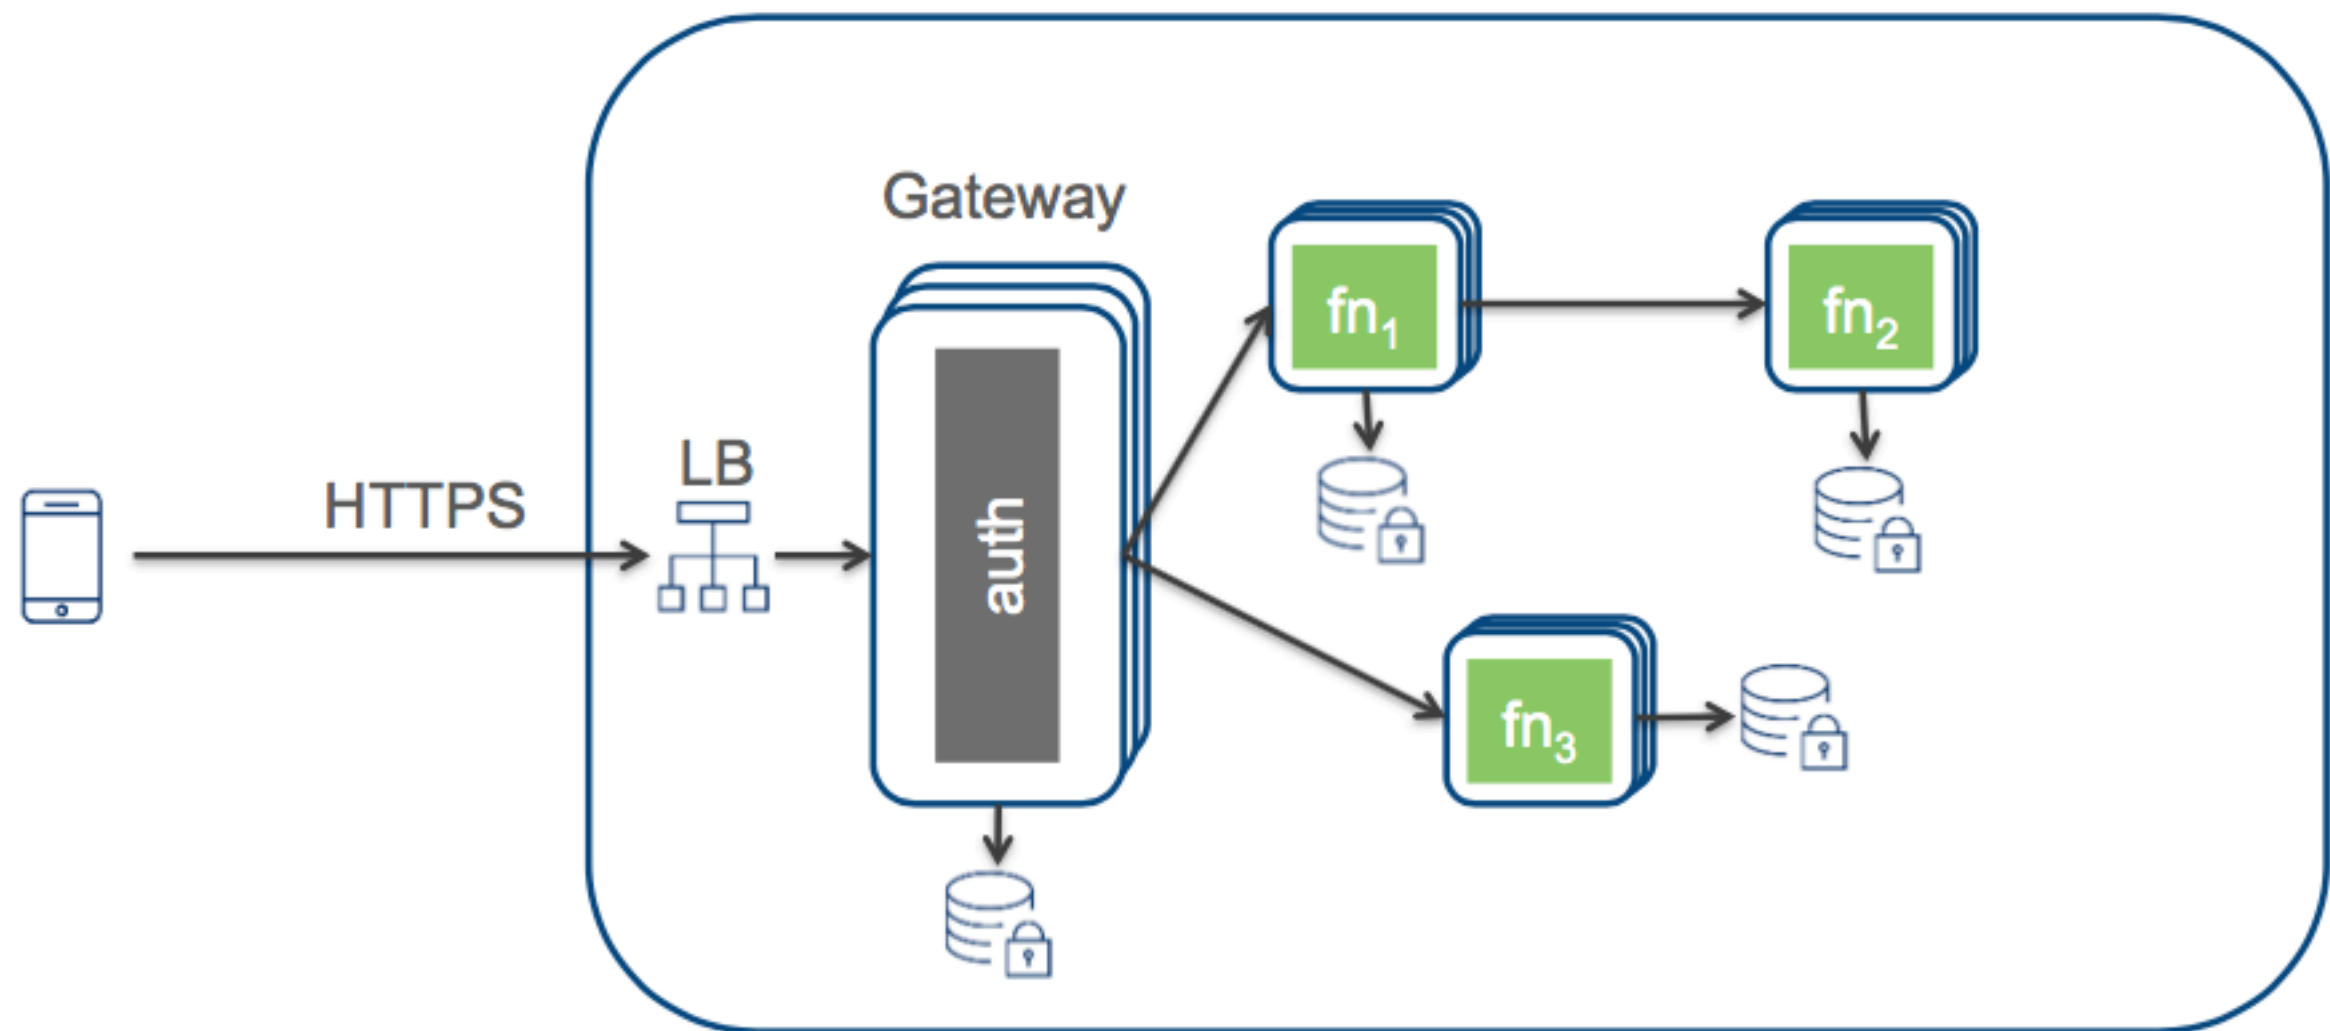 Gateway
HTTPS
LB
auth
fn₁
fn₂
fn₃